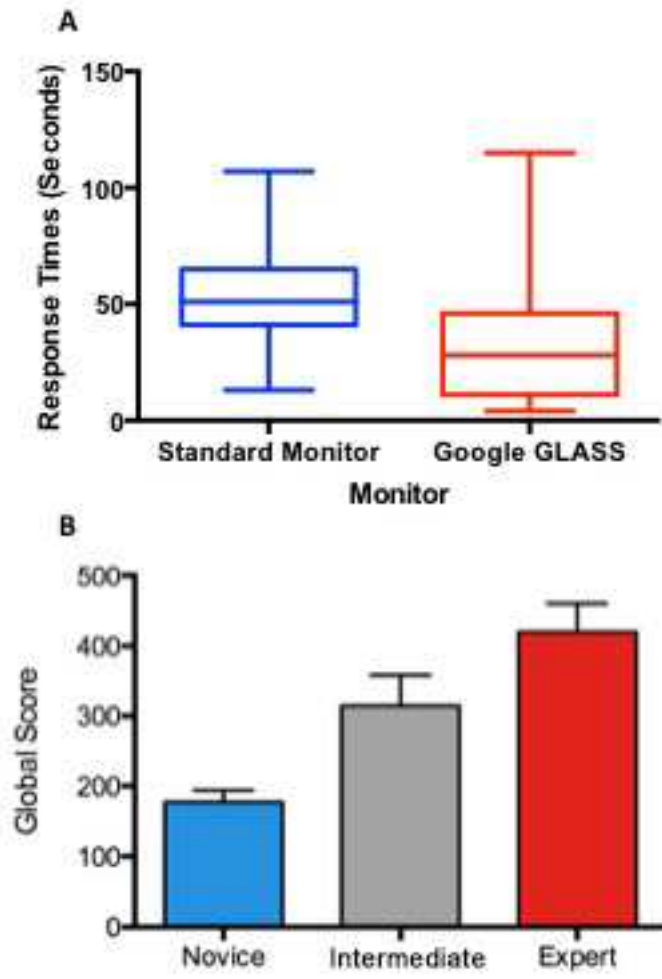 A
Response Times (Seconds)
150
100
50
0
Standard Monitor
Google GLASS
Monitor
B
Global Score
500
400
300
200
100
0
Novice
Intermediate
Expert